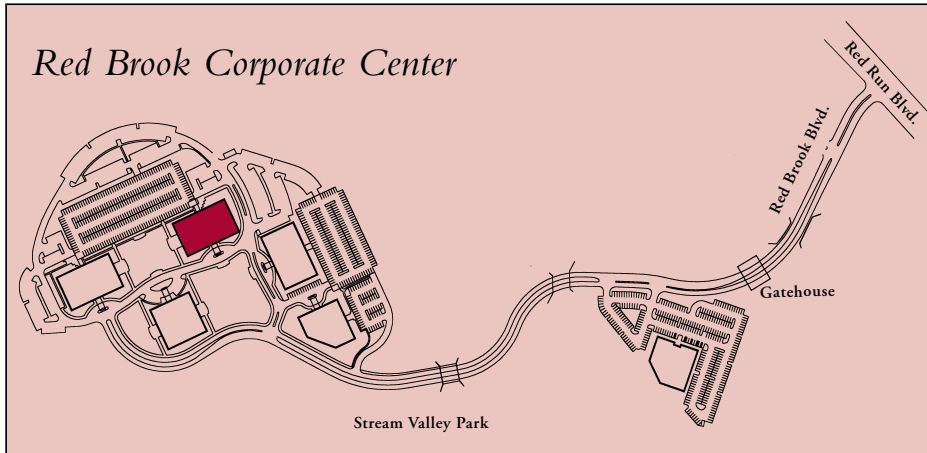 Red Brook Corporate Center
Red Run Blvd.
Red Brook Blvd.
Gatehouse
Stream Valley Park